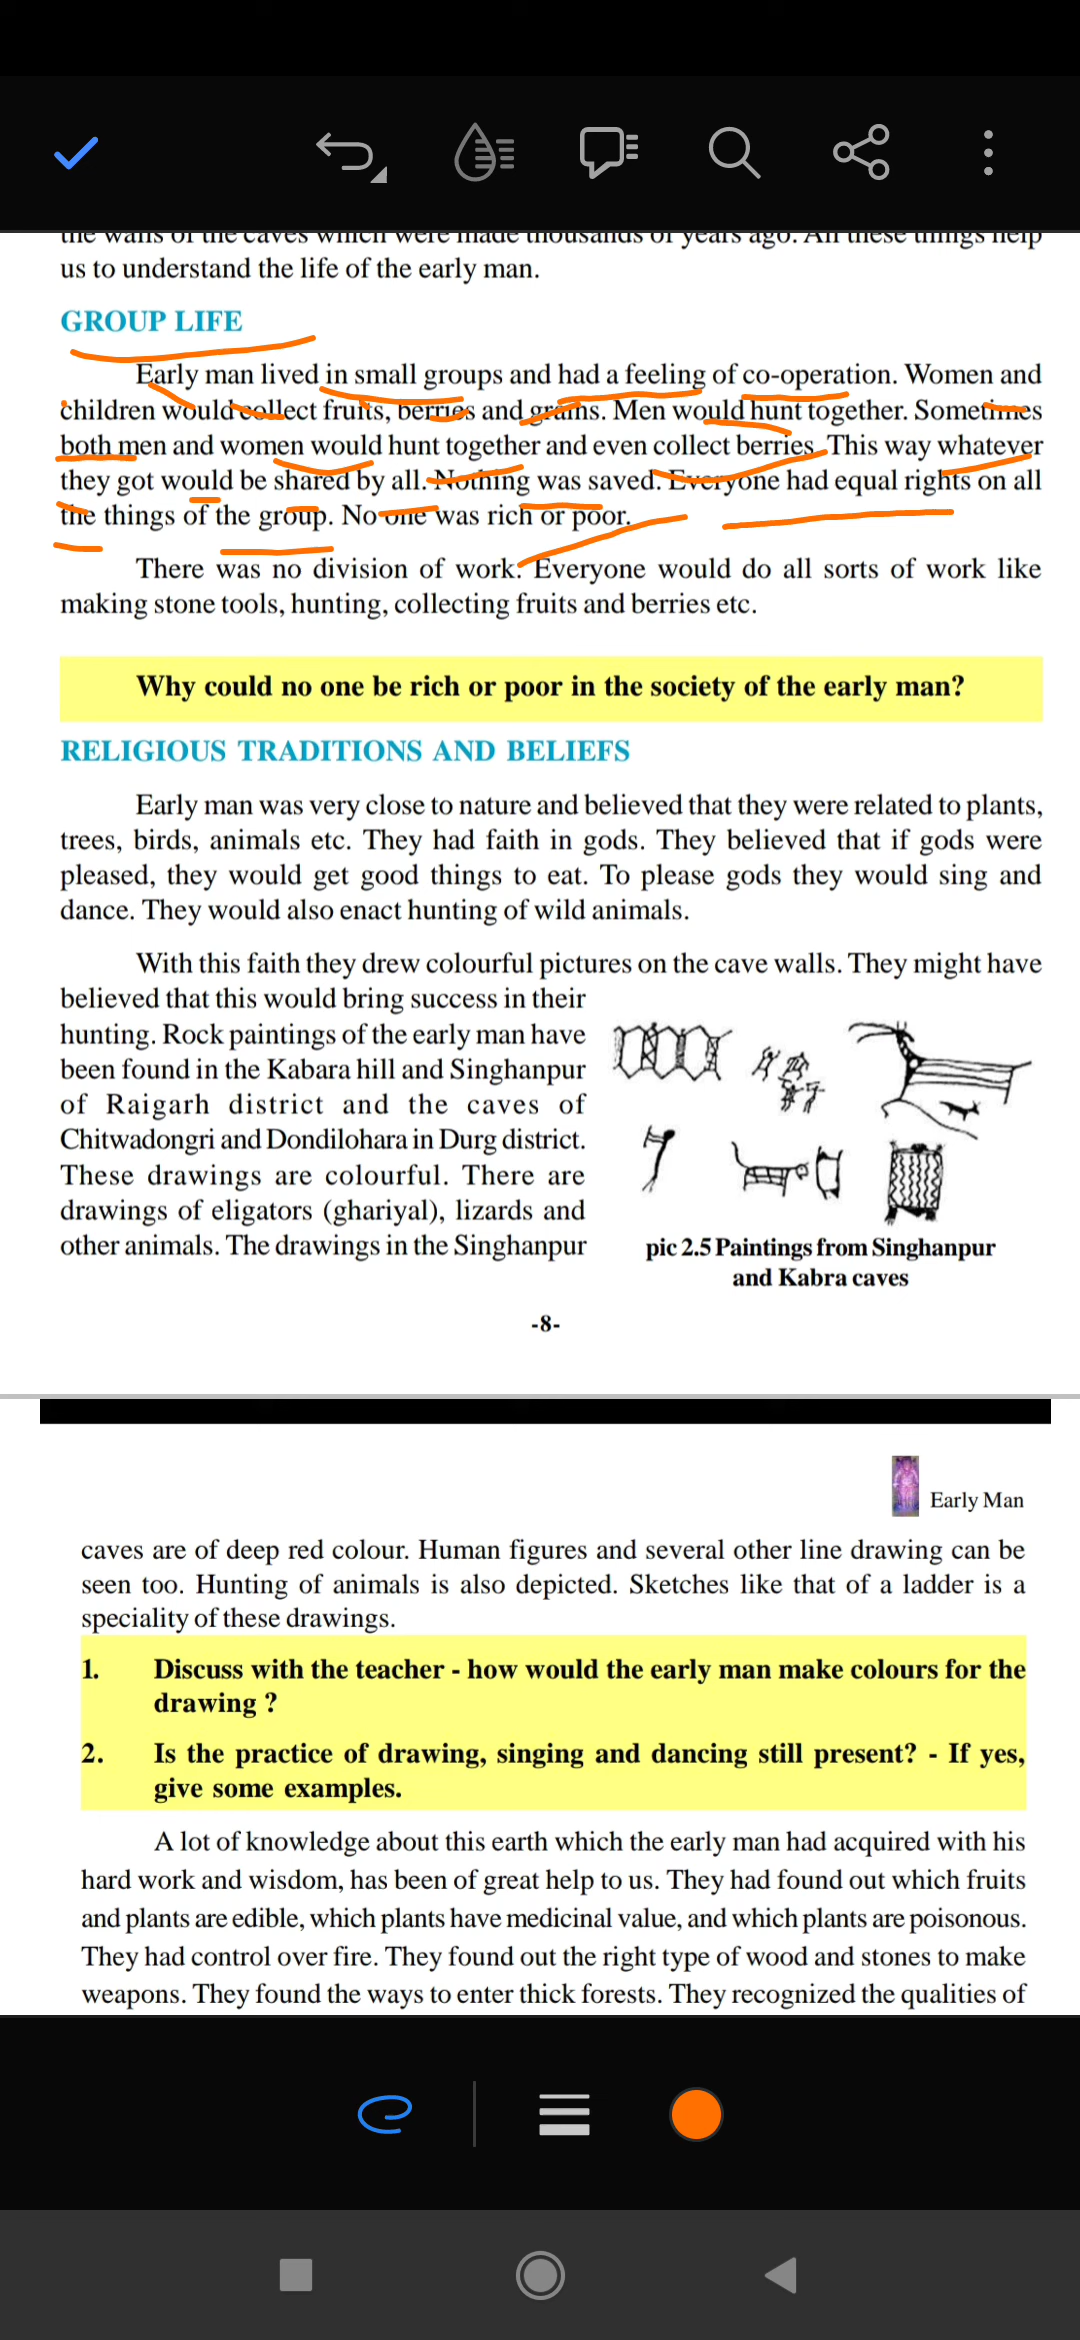 the walls of the caves which were made thousands of years ago. All these things help
us to understand the life of the early man.
GROUP LIFE
Early man lived in small groups and had a feeling of co-operation. Women and
children would collect fruits, berries and grains. Men would hunt together. Sometimes
both men and women would hunt together and even collect berries. This way whatever
they got would be shared by all. Nothing was saved. Everyone had equal rights on all
the things of the group. No one was rich or poor.
There was no division of work. Everyone would do all sorts of work like
making stone tools, hunting, collecting fruits and berries etc.
Why could no one be rich or poor in the society of the early man?
RELIGIOUS TRADITIONS AND BELIEFS
Early man was very close to nature and believed that they were related to plants,
trees, birds, animals etc. They had faith in gods. They believed that if gods were
pleased, they would get good things to eat. To please gods they would sing and
dance. They would also enact hunting of wild animals.
With this faith they drew colourful pictures on the cave walls. They might have
believed that this would bring success in their
hunting. Rock paintings of the early man have
been found in the Kabara hill and Singhanpur
of Raigarh district and the caves of
Chitwadongri and Dondilohara in Durg district.
These drawings are colourful. There are
drawings of eligators (ghariyal), lizards and
other animals. The drawings in the Singhanpur
pic 2.5 Paintings from Singhanpur
and Kabra caves
-8-
Early Man
caves are of deep red colour. Human figures and several other line drawing can be
seen too. Hunting of animals is also depicted. Sketches like that of a ladder is a
speciality of these drawings.
1. Discuss with the teacher - how would the early man make colours for the
drawing ?
2. Is the practice of drawing, singing and dancing still present? - If yes,
give some examples.
A lot of knowledge about this earth which the early man had acquired with his
hard work and wisdom, has been of great help to us. They had found out which fruits
and plants are edible, which plants have medicinal value, and which plants are poisonous.
They had control over fire. They found out the right type of wood and stones to make
weapons. They found the ways to enter thick forests. They recognized the qualities of